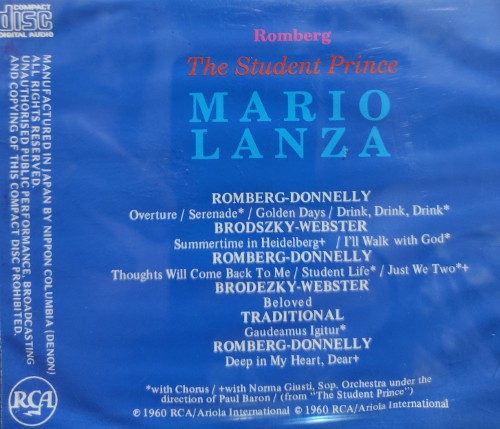 COMPACT
disc
DIGITAL AUDIO
MANUFACTURED IN JAPAN BY NIPPON COLUMBIA (DENON)
ALL RIGHTS RESERVED.
UNAUTHORISED PUBLIC PERFORMANCE, BROADCASTING
AND COPYING OF THIS COMPACT DISC PROHIBITED.
Romberg
The Student Prince
MARIO
LANZA
ROMBERG-DONNELLY
Overture / Serenade* / Golden Days / Drink, Drink, Drink*
BRODSZKY-WEBSTER
Summertime in Heidelberg+ / I'll Walk with God*
ROMBERG-DONNELLY
Thoughts Will Come Back To Me / Student Life* / Just We Two*+
BRODEZKY-WEBSTER
Beloved
TRADITIONAL
Gaudeamus Igitur*
ROMBERG-DONNELLY
Deep in My Heart, Dear+
*with Chorus / +with Norma Giusti, Sop. Orchestra under the
direction of Paul Baron / (from "The Student Prince")
℗ 1960 RCA/Ariola International © 1960 RCA/Ariola International
RCA